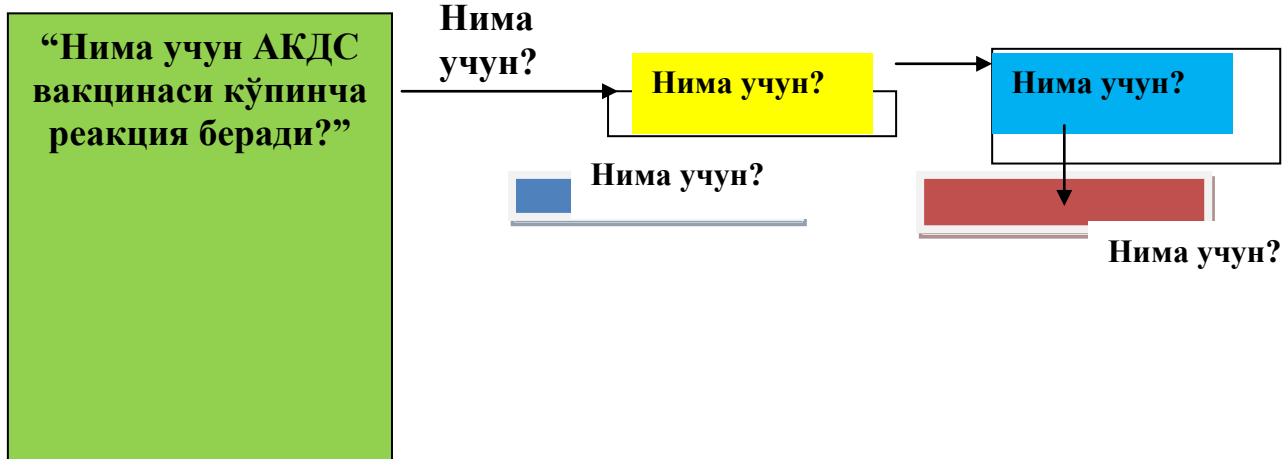 “Нима учун АКДС
вакцинаси кўпинча
реакция беради?”
Нима
учун?
Нима учун?
Нима учун?
Нима учун?
Нима учун?